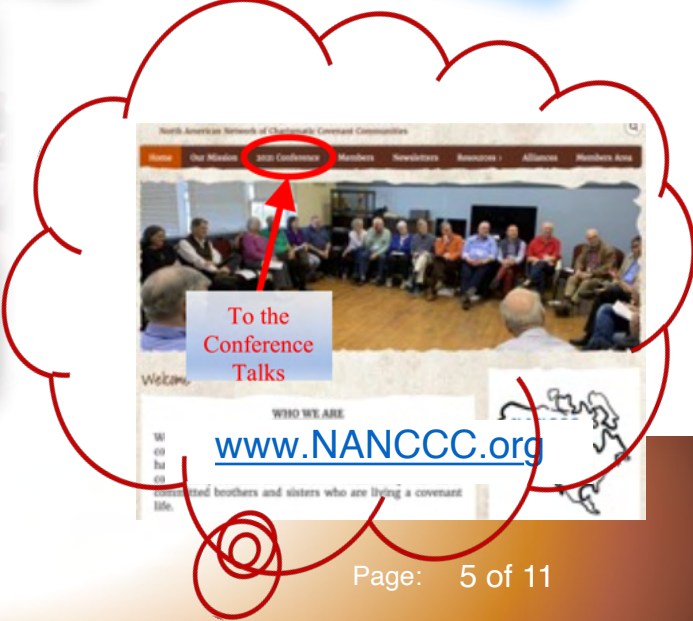 North American Network of Charismatic Covenant Communities
Home Our Mission 2021 Conference Members Newsletters Resources › Alliances Members Area
To the
Conference
Talks
Welcome
WHO WE ARE
www.NANCCC.org
committed brothers and sisters who are living a covenant
life.
Page: 5 of 11